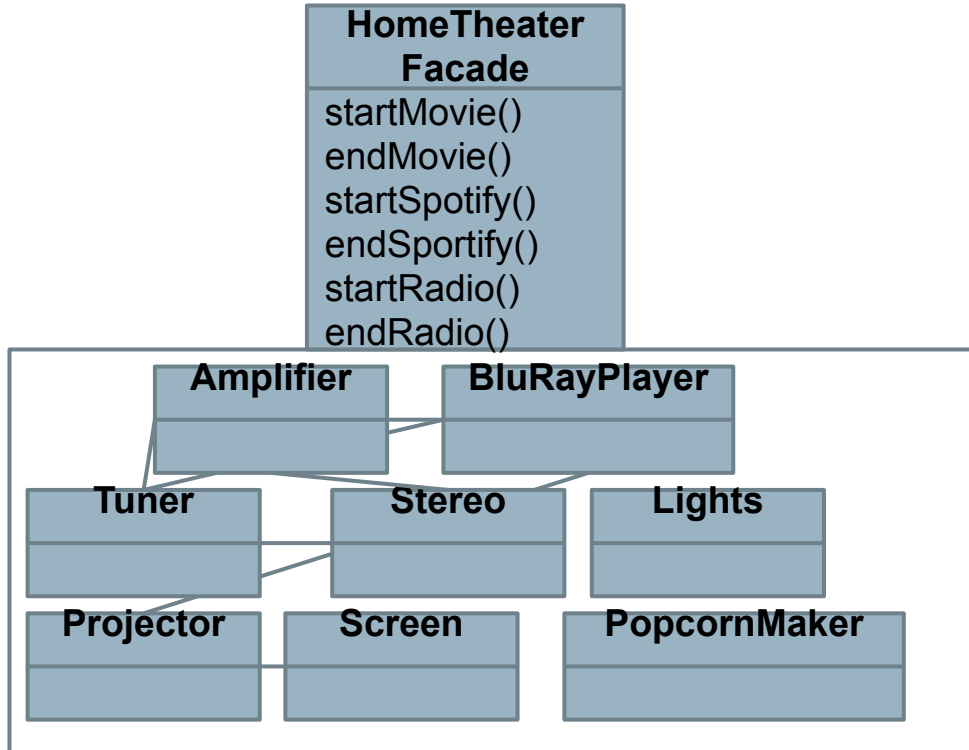 HomeTheater
Facade
startMovie()
endMovie()
startSpotify()
endSportify()
startRadio()
endRadio()
Amplifier
BluRayPlayer
Tuner
Stereo
Lights
Projector
Screen
PopcornMaker